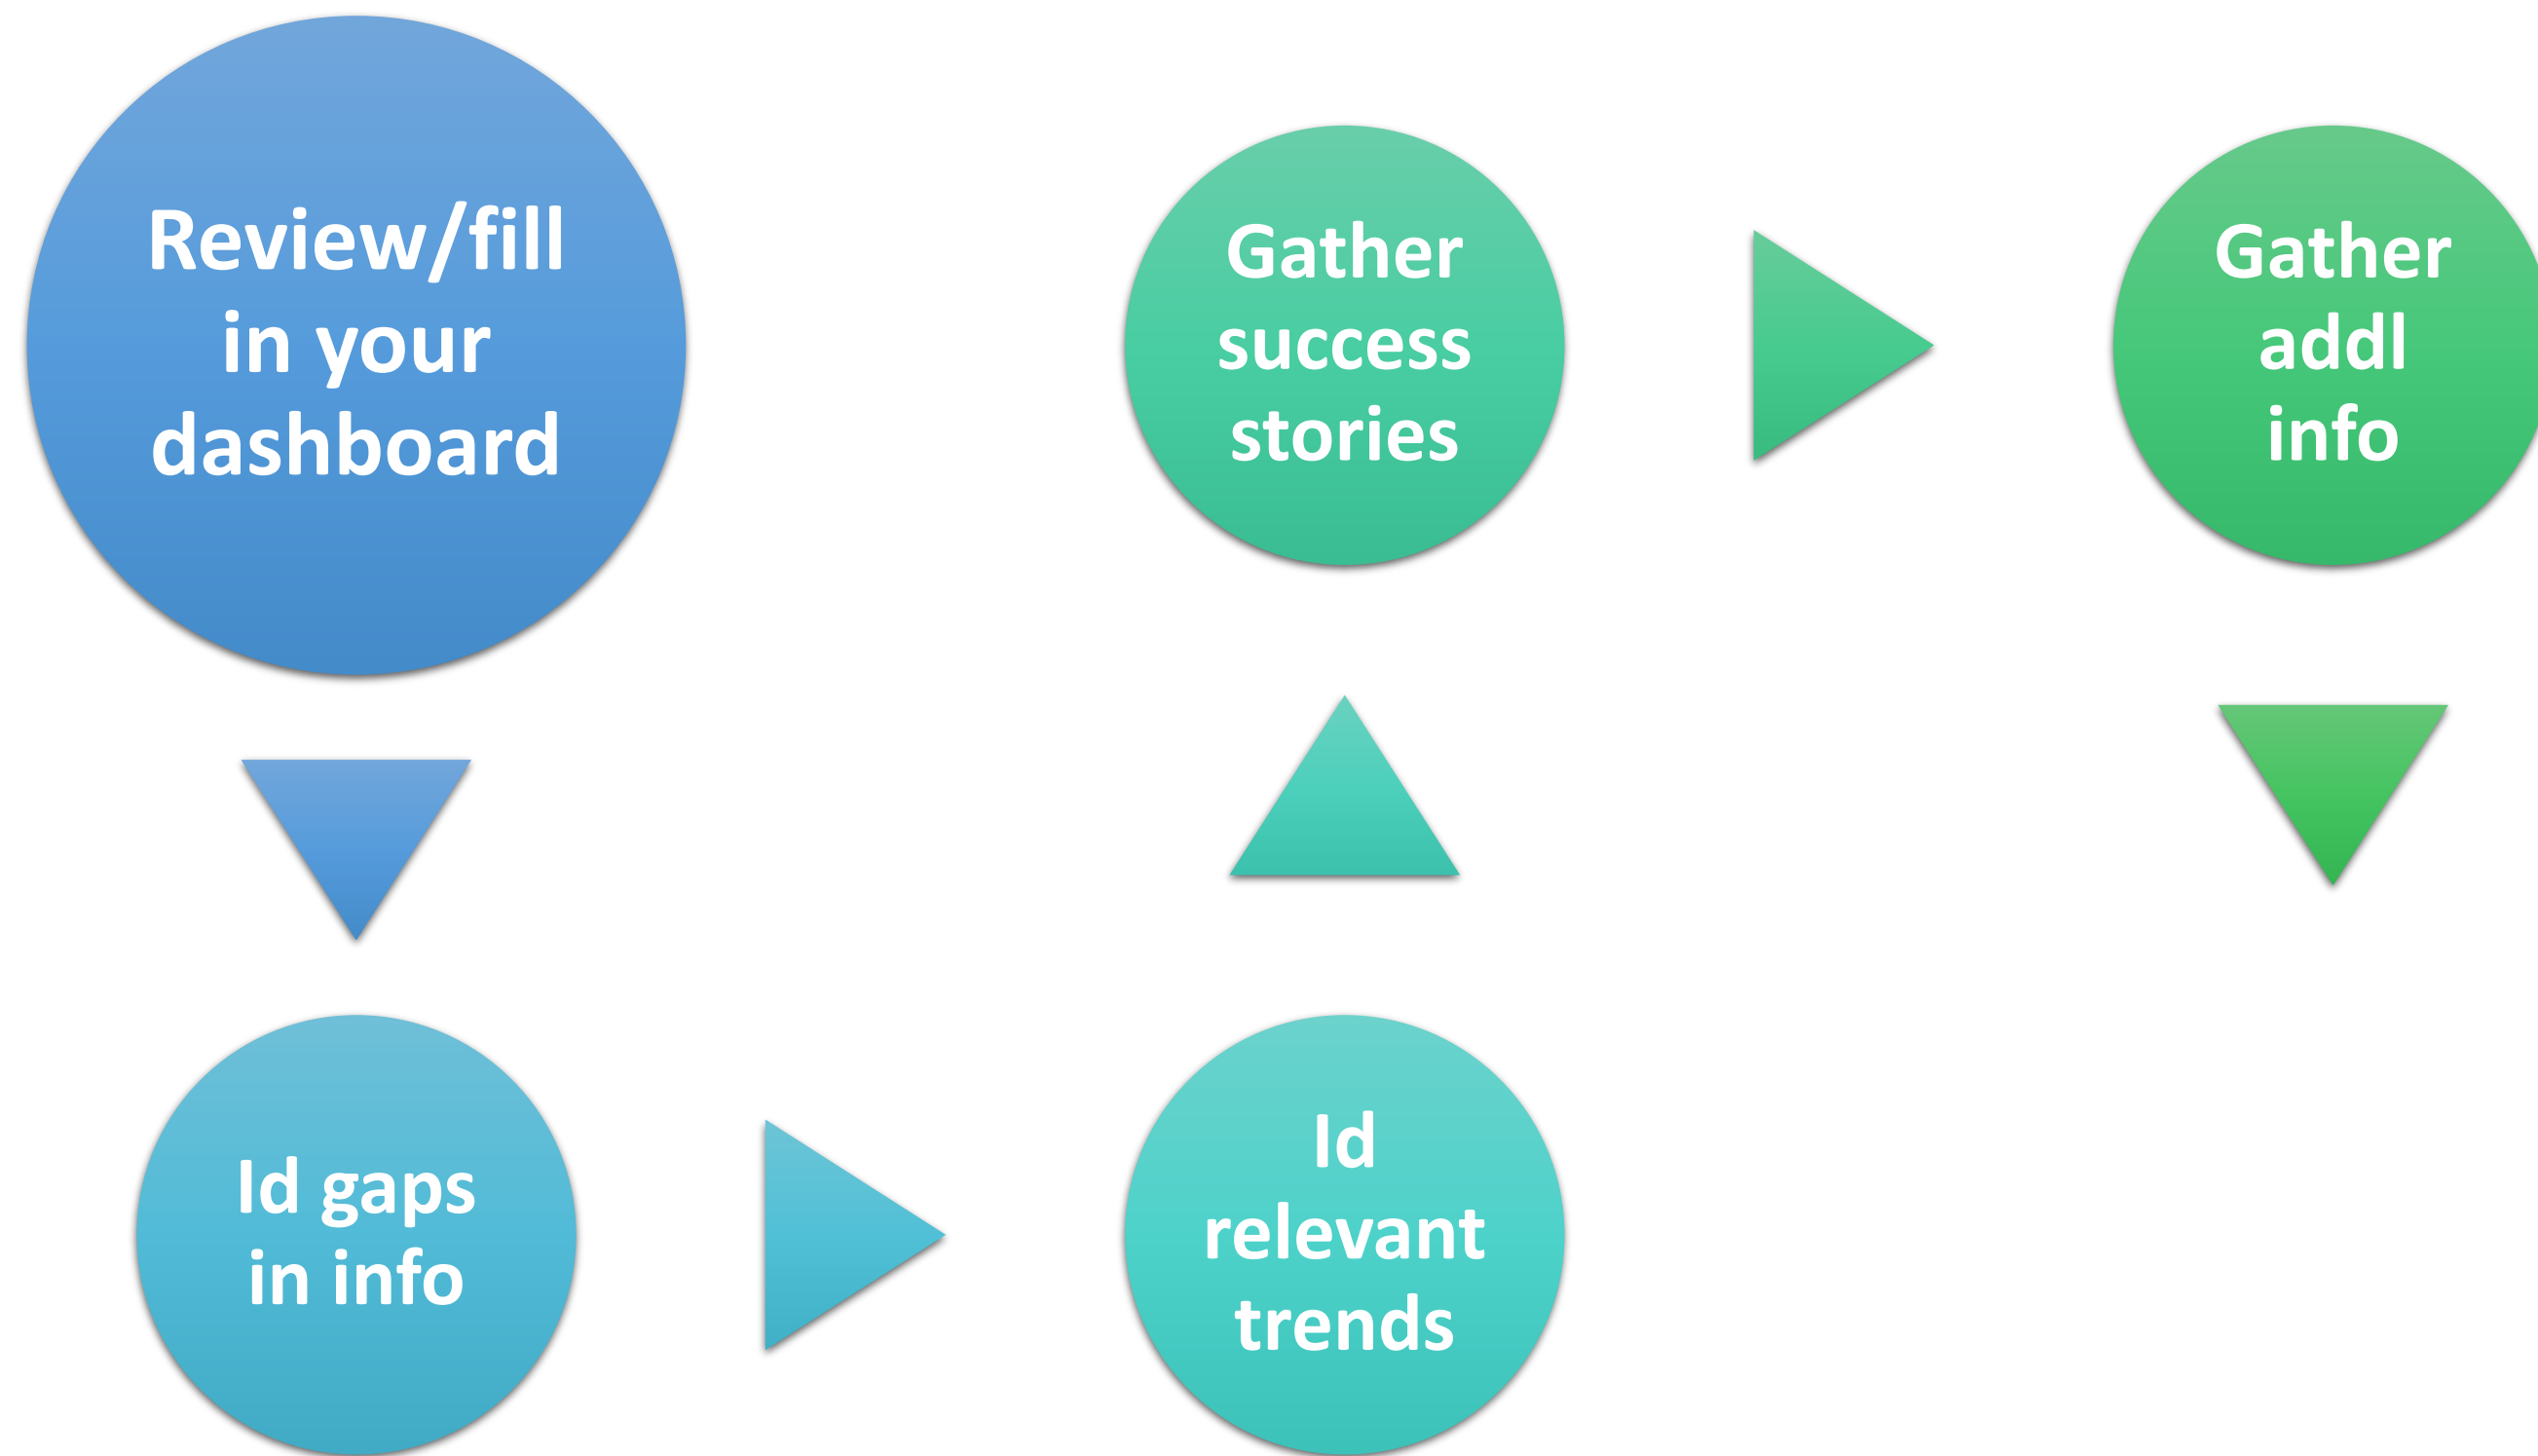 Review/fill
in your
dashboard
Id gaps
in info
Id
relevant
trends
Gather
success
stories
Gather
addl
info